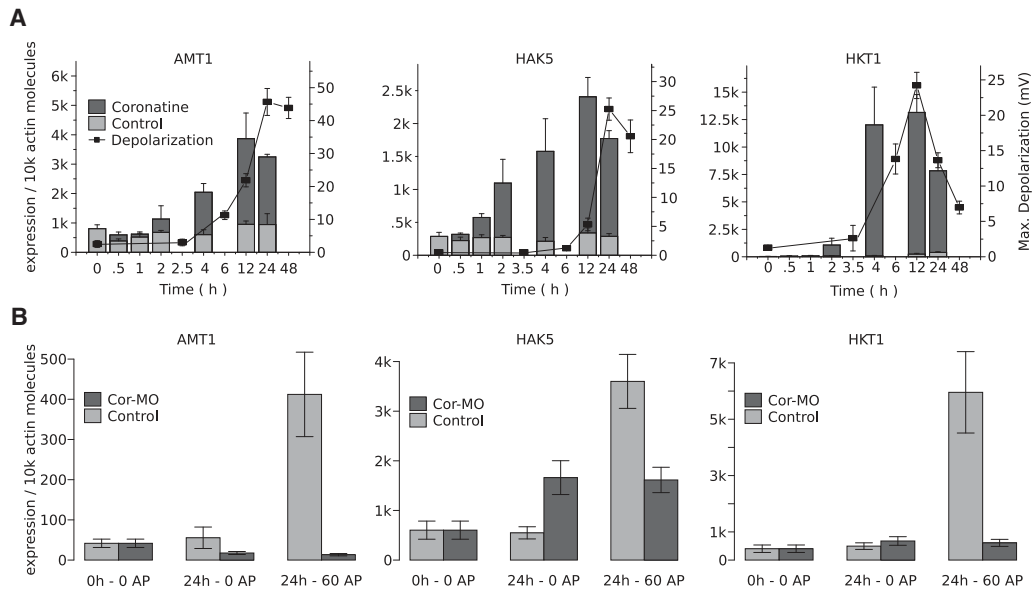 A
AMT1
HAK5
HKT1
expression / 10k actin molecules
6k
5k
4k
3k
2k
1k
0
50
40
30
20
10
0
Coronatine
Control
Depolarization
0 .5 1 2 2.5 4 6 12 24 48
Time ( h )
2.5k
2k
1.5k
1k
.5k
0
30
25
20
15
10
5
0
0 .5 1 2 3.5 4 6 12 24 48
Time ( h )
15k
12.5k
10k
7.5k
5k
2.5k
0
25
20
15
10
5
0
Max. Depolarization (mV)
0 .5 1 2 3.5 4 6 12 24 48
Time ( h )
B
AMT1
HAK5
HKT1
expression / 10k actin molecules
500
400
300
200
100
0
Cor-MO
Control
0h - 0 AP 24h - 0 AP 24h - 60 AP
4k
3k
2k
1k
0
Cor-MO
Control
0h - 0 AP 24h - 0 AP 24h - 60 AP
7k
5k
3k
1k
0
Cor-MO
Control
0h - 0 AP 24h - 0 AP 24h - 60 AP